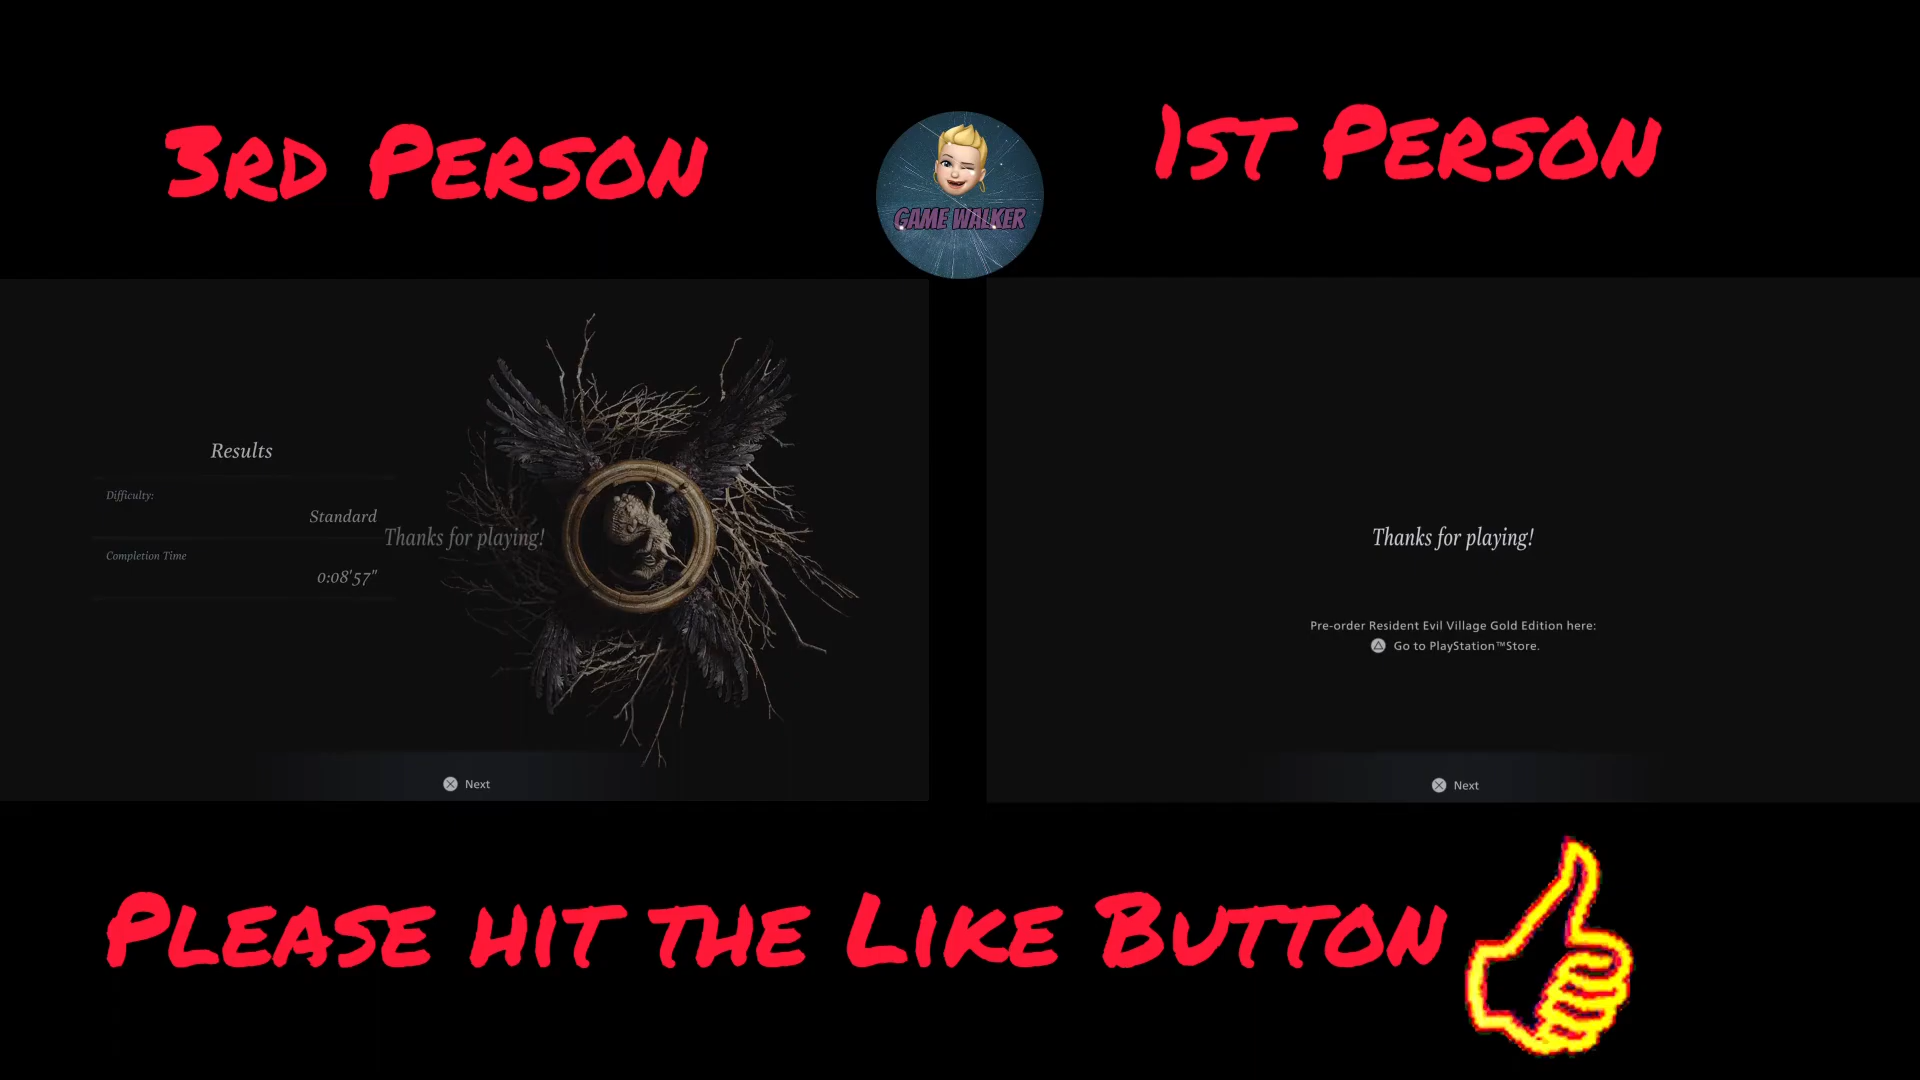 3rd Person
1st Person
GAME WALKER
Results
Difficulty:
Standard
Completion Time
0:08'57"
Thanks for playing!
Next
Thanks for playing!
Pre-order Resident Evil Village Gold Edition here:
Go to PlayStation™Store.
Next
Please hit the Like Button